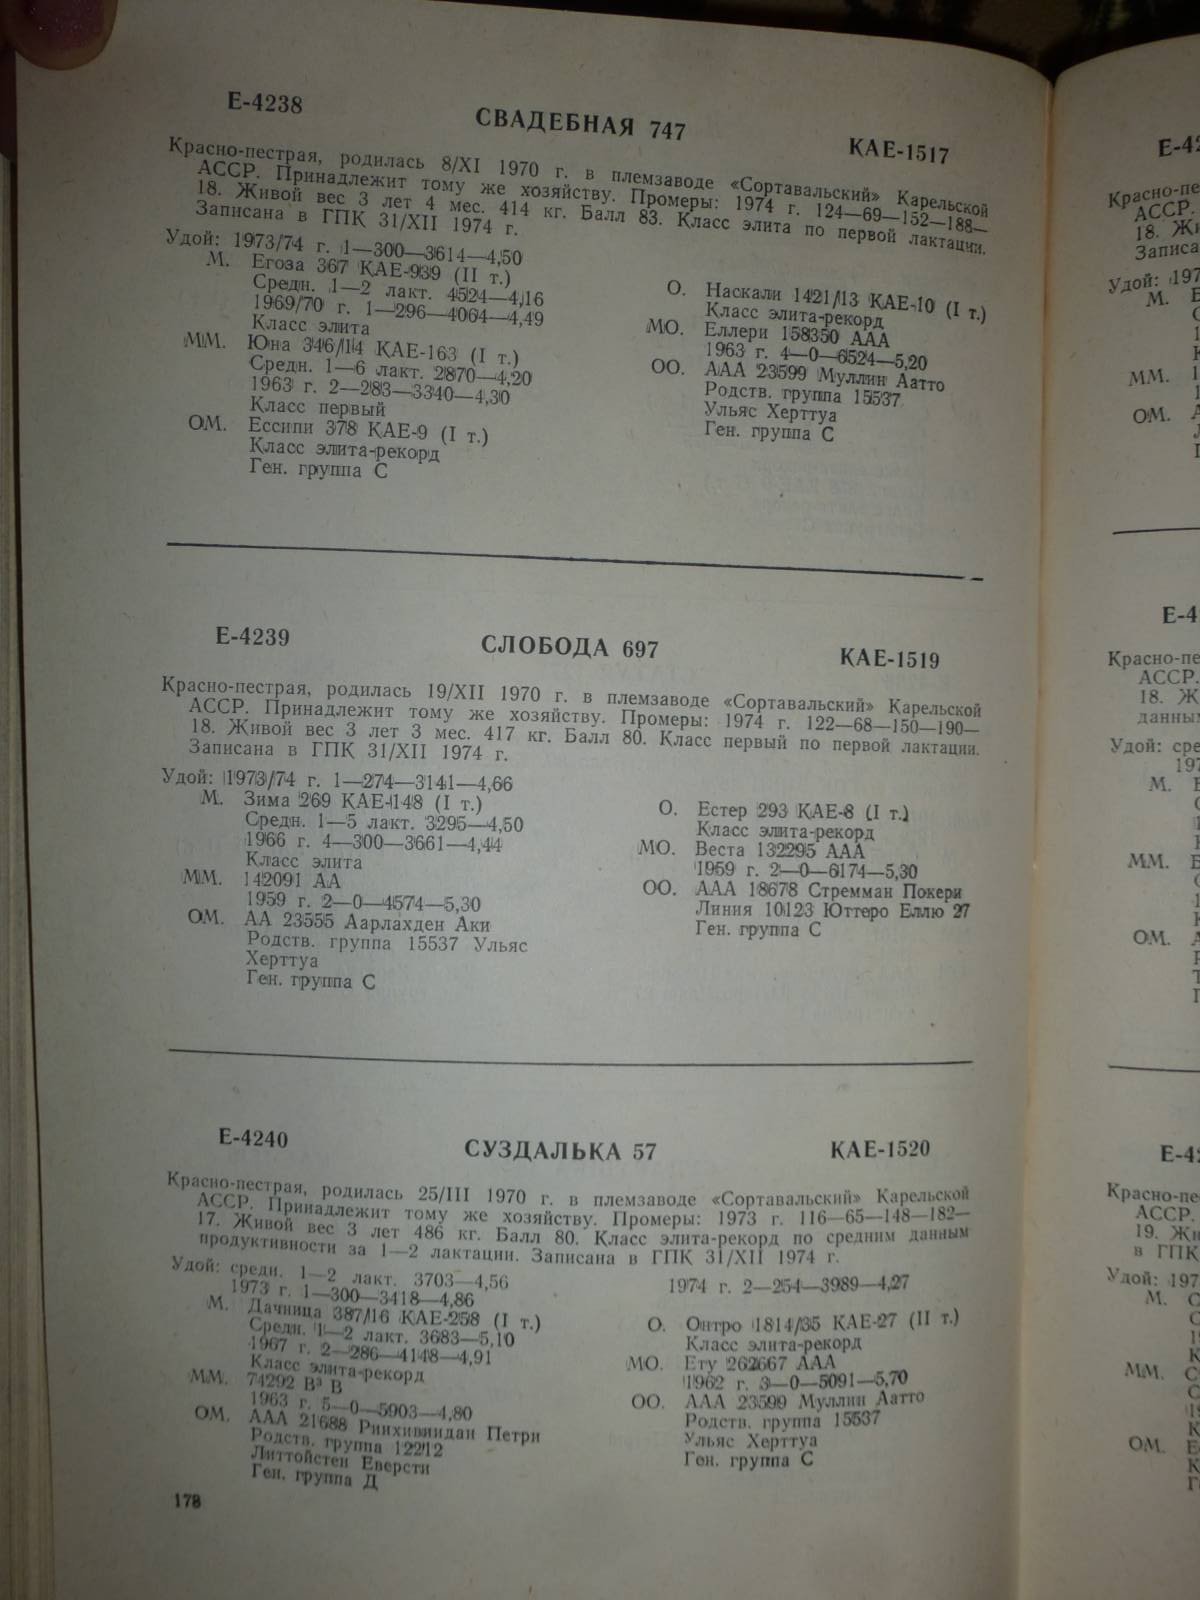 Е-4238
СВАДЕБНАЯ 747
КАЕ-1517
Красно-пестрая, родилась 8/XI 1970 г. в племзаводе «Сортавальский» Карельской
АССР. Принадлежит тому же хозяйству. Промеры: 1974 г. 124—69—152—188—
18. Живой вес 3 лет 4 мес. 414 кг. Балл 83. Класс элита по первой лактации.
Записана в ГПК 31/XII 1974 г.
Удой: 1973/74 г. 1—300—3614—4,50
М. Егоза 367 КАЕ-939 (II т.)
Средн. 1—2 лакт. 4524—4,16
1969/70 г. 1—296—4064—4,49
Класс элита
ММ. Юна 346/14 КАЕ-163 (I т.)
Средн. 1—6 лакт. 2870—4,20
1963 г. 2—283—3340—4,30
Класс первый
ОМ. Ессипи 378 КАЕ-9 (I т.)
Класс элита-рекорд
Ген. группа С
О. Наскали 1421/13 КАЕ-10 (I т.)
Класс элита-рекорд
МО. Еллери 158350 ААА
1963 г. 4—0—6524—5,20
ОО. ААА 23599 Муллин Аатто
Родств. группа 15537
Ульяс Херттуа
Ген. группа С
Е-4239
СЛОБОДА 697
КАЕ-1519
Красно-пестрая, родилась 19/XII 1970 г. в племзаводе «Сортавальский» Карельской
АССР. Принадлежит тому же хозяйству. Промеры: 1974 г. 122—68—150—190—
18. Живой вес 3 лет 3 мес. 417 кг. Балл 80. Класс первый по первой лактации.
Записана в ГПК 31/XII 1974 г.
Удой: 1973/74 г. 1—274—3141—4,66
М. Зима 269 КАЕ-148 (I т.)
Средн. 1—5 лакт. 3295—4,50
1966 г. 4—300—3661—4,44
Класс элита
ММ. 142091 АА
1959 г. 2—0—4574—5,30
ОМ. АА 23555 Аарлахден Аки
Родств. группа 15537 Ульяс
Херттуа
Ген. группа С
О. Естер 293 КАЕ-8 (I т.)
Класс элита-рекорд
МО. Веста 132295 ААА
1959 г. 2—0—6174—5,30
ОО. ААА 18678 Стремман Покери
Линия 10123 Юттеро Еллю 27
Ген. группа С
Е-4240
СУЗДАЛЬКА 57
КАЕ-1520
Красно-пестрая, родилась 25/III 1970 г. в племзаводе «Сортавальский» Карельской
АССР. Принадлежит тому же хозяйству. Промеры: 1973 г. 116—65—148—182—
17. Живой вес 3 лет 486 кг. Балл 80. Класс элита-рекорд по средним данным
продуктивности за 1—2 лактации. Записана в ГПК 31/XII 1974 г.
Удой: средн. 1—2 лакт. 3703—4,56
1973 г. 1—300—3418—4,86
1974 г. 2—254—3989—4,27
М. Дачница 387/16 КАЕ-258 (I т.)
Средн. 1—2 лакт. 3683—5,10
1967 г. 2—286—4148—4,91
Класс элита-рекорд
ММ. 74292 В³ В
1963 г. 5—0—5903—4,80
ОМ. ААА 21688 Риихивиидан Петри
Родств. группа 12212
Литтойстен Еверсти
Ген. группа Д
О. Онтро 1814/35 КАЕ-27 (II т.)
Класс элита-рекорд
МО. Ету 262667 ААА
1962 г. 3—0—5091—5,70
ОО. ААА 23599 Муллин Аатто
Родств. группа 15537
Ульяс Херттуа
Ген. группа С
178